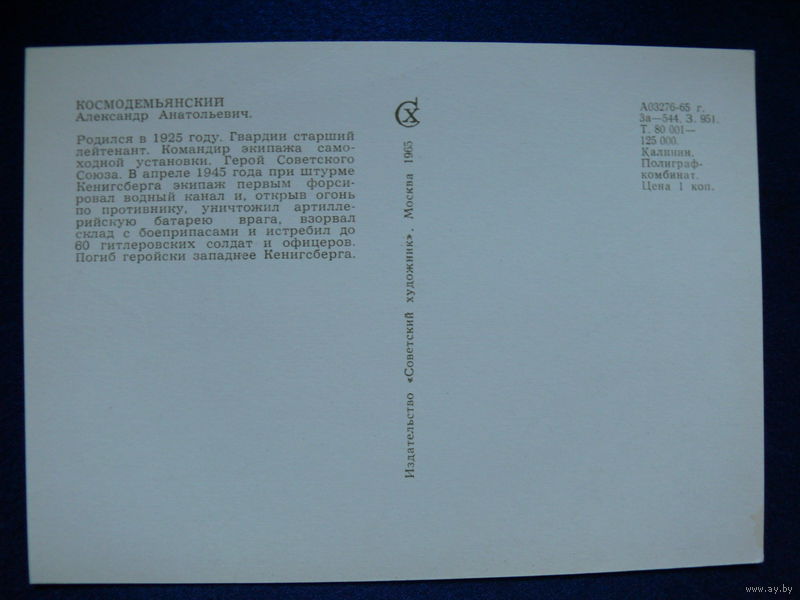 КОСМОДЕМЬЯНСКИЙ
Александр Анатольевич.
Родился в 1925 году. Гвардии старший
лейтенант. Командир экипажа само-
ходной установки. Герой Советского
Союза. В апреле 1945 года при штурме
Кенигсберга экипаж первым форси-
ровал водный канал и, открыв огонь
по противнику, уничтожил артилле-
рийскую батарею врага, взорвал
склад с боеприпасами и истребил до
60 гитлеровских солдат и офицеров.
Погиб геройски западнее Кенигсберга.
СХ
Издательство «Советский художник». Москва 1965
А03276-65 г.
За—544. З. 951.
Т. 80 001—
125 000.
Калинин.
Полиграф-
комбинат.
Цена 1 коп.
www.ay.by